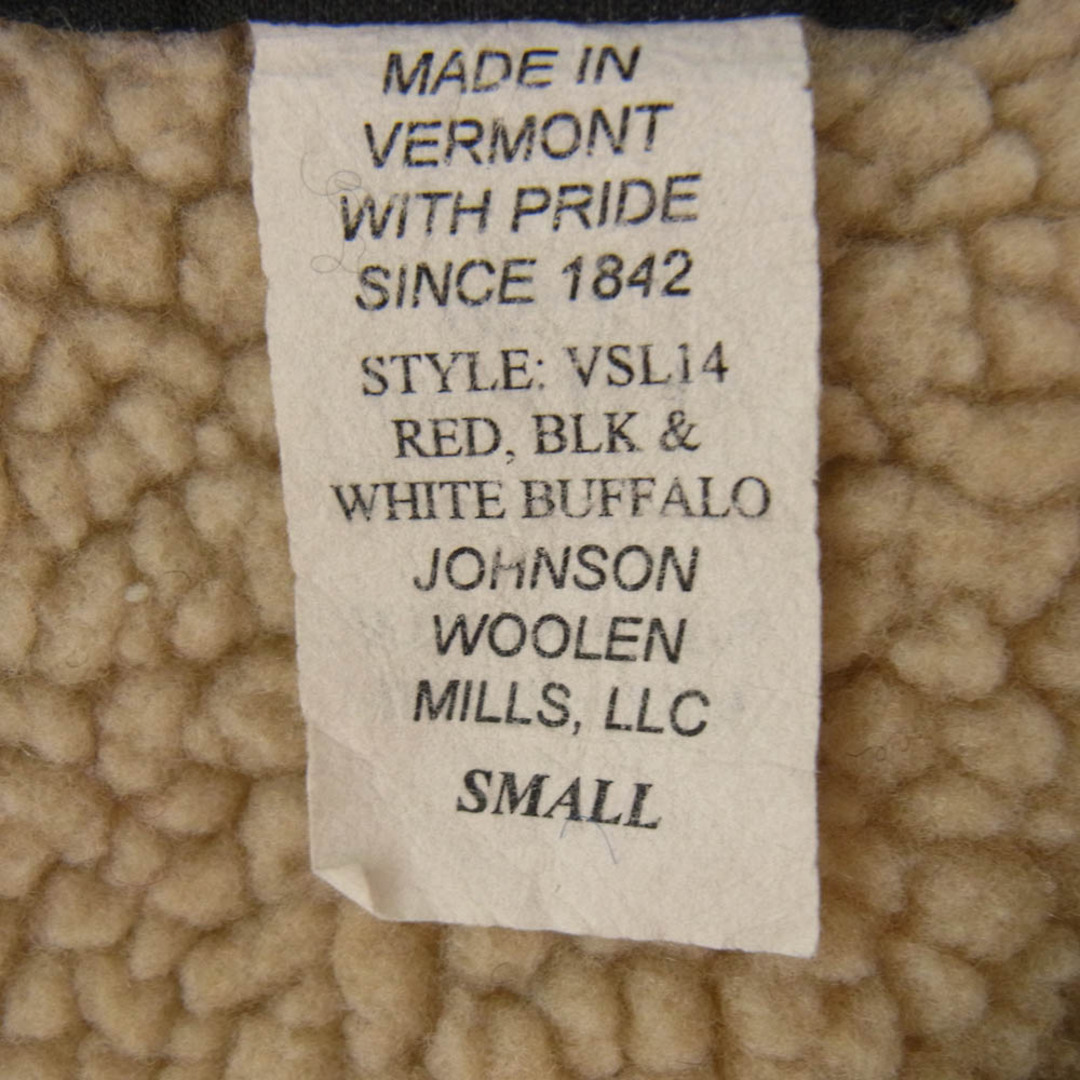 MADE IN
VERMONT
WITH PRIDE
SINCE 1842
STYLE: VSL14
RED, BLK &
WHITE BUFFALO
JOHNSON
WOOLEN
MILLS, LLC
SMALL